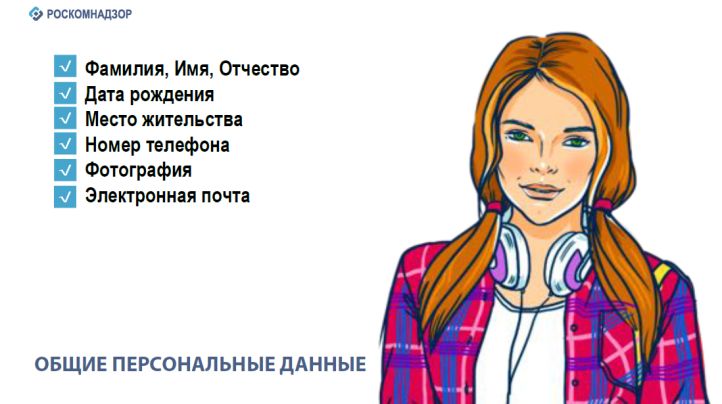 РОСКОМНАДЗОР
Фамилия, Имя, Отчество
Дата рождения
Место жительства
Номер телефона
Фотография
Электронная почта
ОБЩИЕ ПЕРСОНАЛЬНЫЕ ДАННЫЕ